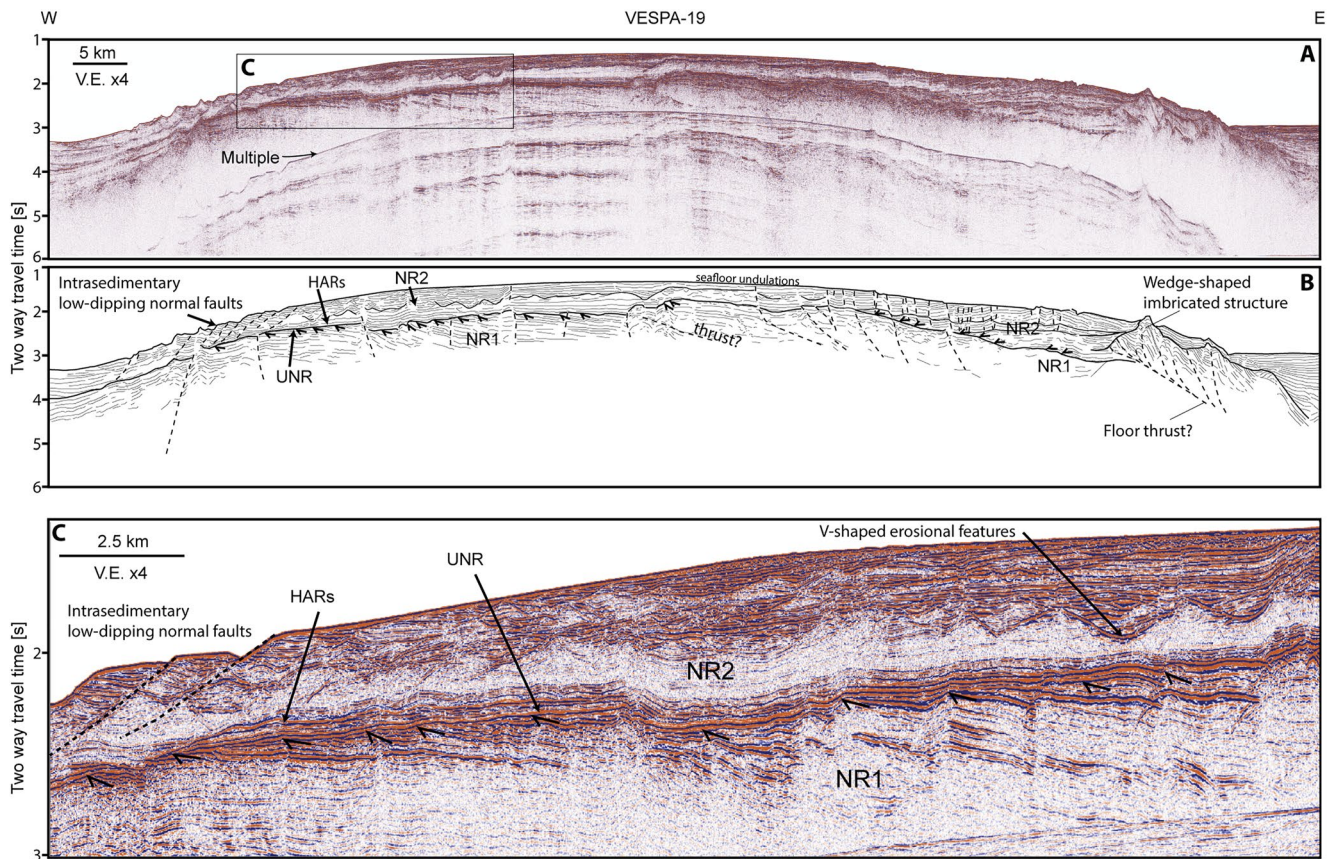 W
VESPA-19
E
1
2
3
4
5
6
Two way travel time [s]
5 km
V.E. x4
C
A
Multiple
1
2
3
4
5
6
Intrasedimentary
low-dipping normal faults
HARs
NR2
seafloor undulations
Wedge-shaped
imbricated structure
B
UNR
NR1
thrust?
NR2
NR1
Floor thrust?
C
2.5 km
V.E. x4
Intrasedimentary
low-dipping normal faults
HARs
UNR
V-shaped erosional features
NR2
NR1
2
3
Two way travel time [s]